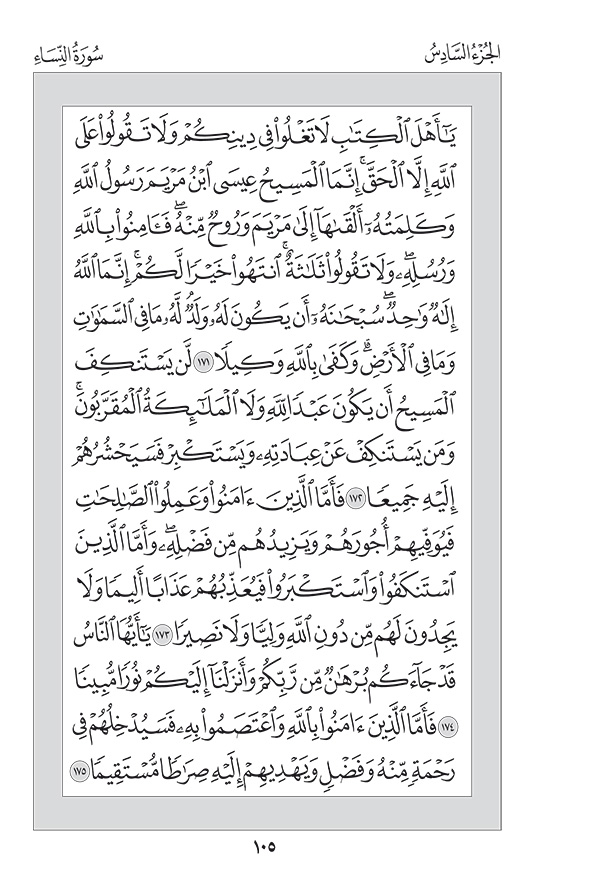 الجُزْءُ السَّادِسُ
سُورَةُ النِّسَاءِ
يَٰٓأَهْلَ ٱلْكِتَٰبِ لَا تَغْلُوا۟ فِى دِينِكُمْ وَلَا تَقُولُوا۟ عَلَى
ٱللَّهِ إِلَّا ٱلْحَقَّ ۚ إِنَّمَا ٱلْمَسِيحُ عِيسَى ٱبْنُ مَرْيَمَ رَسُولُ ٱللَّهِ
وَكَلِمَتُهُۥٓ أَلْقَىٰهَآ إِلَىٰ مَرْيَمَ وَرُوحٌ مِّنْهُ ۖ فَـَٔامِنُوا۟ بِٱللَّهِ
وَرُسُلِهِۦ ۖ وَلَا تَقُولُوا۟ ثَلَٰثَةٌ ۚ ٱنتَهُوا۟ خَيْرًا لَّكُمْ ۚ إِنَّمَا ٱللَّهُ
إِلَٰهٌ وَٰحِدٌ ۖ سُبْحَٰنَهُۥٓ أَن يَكُونَ لَهُۥ وَلَدٌ ۘ لَّهُۥ مَا فِى ٱلسَّمَٰوَٰتِ
وَمَا فِى ٱلْأَرْضِ ۗ وَكَفَىٰ بِٱللَّهِ وَكِيلًا ١٧١ لَّن يَسْتَنكِفَ
ٱلْمَسِيحُ أَن يَكُونَ عَبْدًا لِّلَّهِ وَلَا ٱلْمَلَٰٓئِكَةُ ٱلْمُقَرَّبُونَ ۚ
وَمَن يَسْتَنكِفْ عَنْ عِبَادَتِهِۦ وَيَسْتَكْبِرْ فَسَيَحْشُرُهُمْ
إِلَيْهِ جَمِيعًا ١٧٢ فَأَمَّا ٱلَّذِينَ ءَامَنُوا۟ وَعَمِلُوا۟ ٱلصَّٰلِحَٰتِ
فَيُوَفِّيهِمْ أُجُورَهُمْ وَيَزِيدُهُم مِّن فَضْلِهِۦ ۖ وَأَمَّا ٱلَّذِينَ
ٱسْتَنكَفُوا۟ وَٱسْتَكْبَرُوا۟ فَيُعَذِّبُهُمْ عَذَابًا أَلِيمًا وَلَا
يَجِدُونَ لَهُم مِّن دُونِ ٱللَّهِ وَلِيًّا وَلَا نَصِيرًا ١٧٣ يَٰٓأَيُّهَا ٱلنَّاسُ
قَدْ جَآءَكُم بُرْهَٰنٌ مِّن رَّبِّكُمْ وَأَنزَلْنَآ إِلَيْكُمْ نُورًا مُّبِينًا
١٧٤ فَأَمَّا ٱلَّذِينَ ءَامَنُوا۟ بِٱللَّهِ وَٱعْتَصَمُوا۟ بِهِۦ فَسَيُدْخِلُهُمْ فِى
رَحْمَةٍ مِّنْهُ وَفَضْلٍ وَيَهْدِيهِمْ إِلَيْهِ صِرَٰطًا مُّسْتَقِيمًا ١٧٥
١٠٥